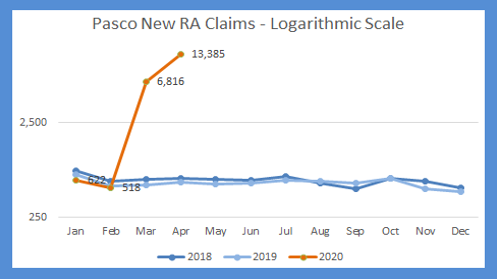 Pasco New RA Claims - Logarithmic Scale
13,385
6,816
2,500
622
518
250
Jan Feb Mar Apr May Jun Jul Aug Sep Oct Nov Dec
2018 2019 2020